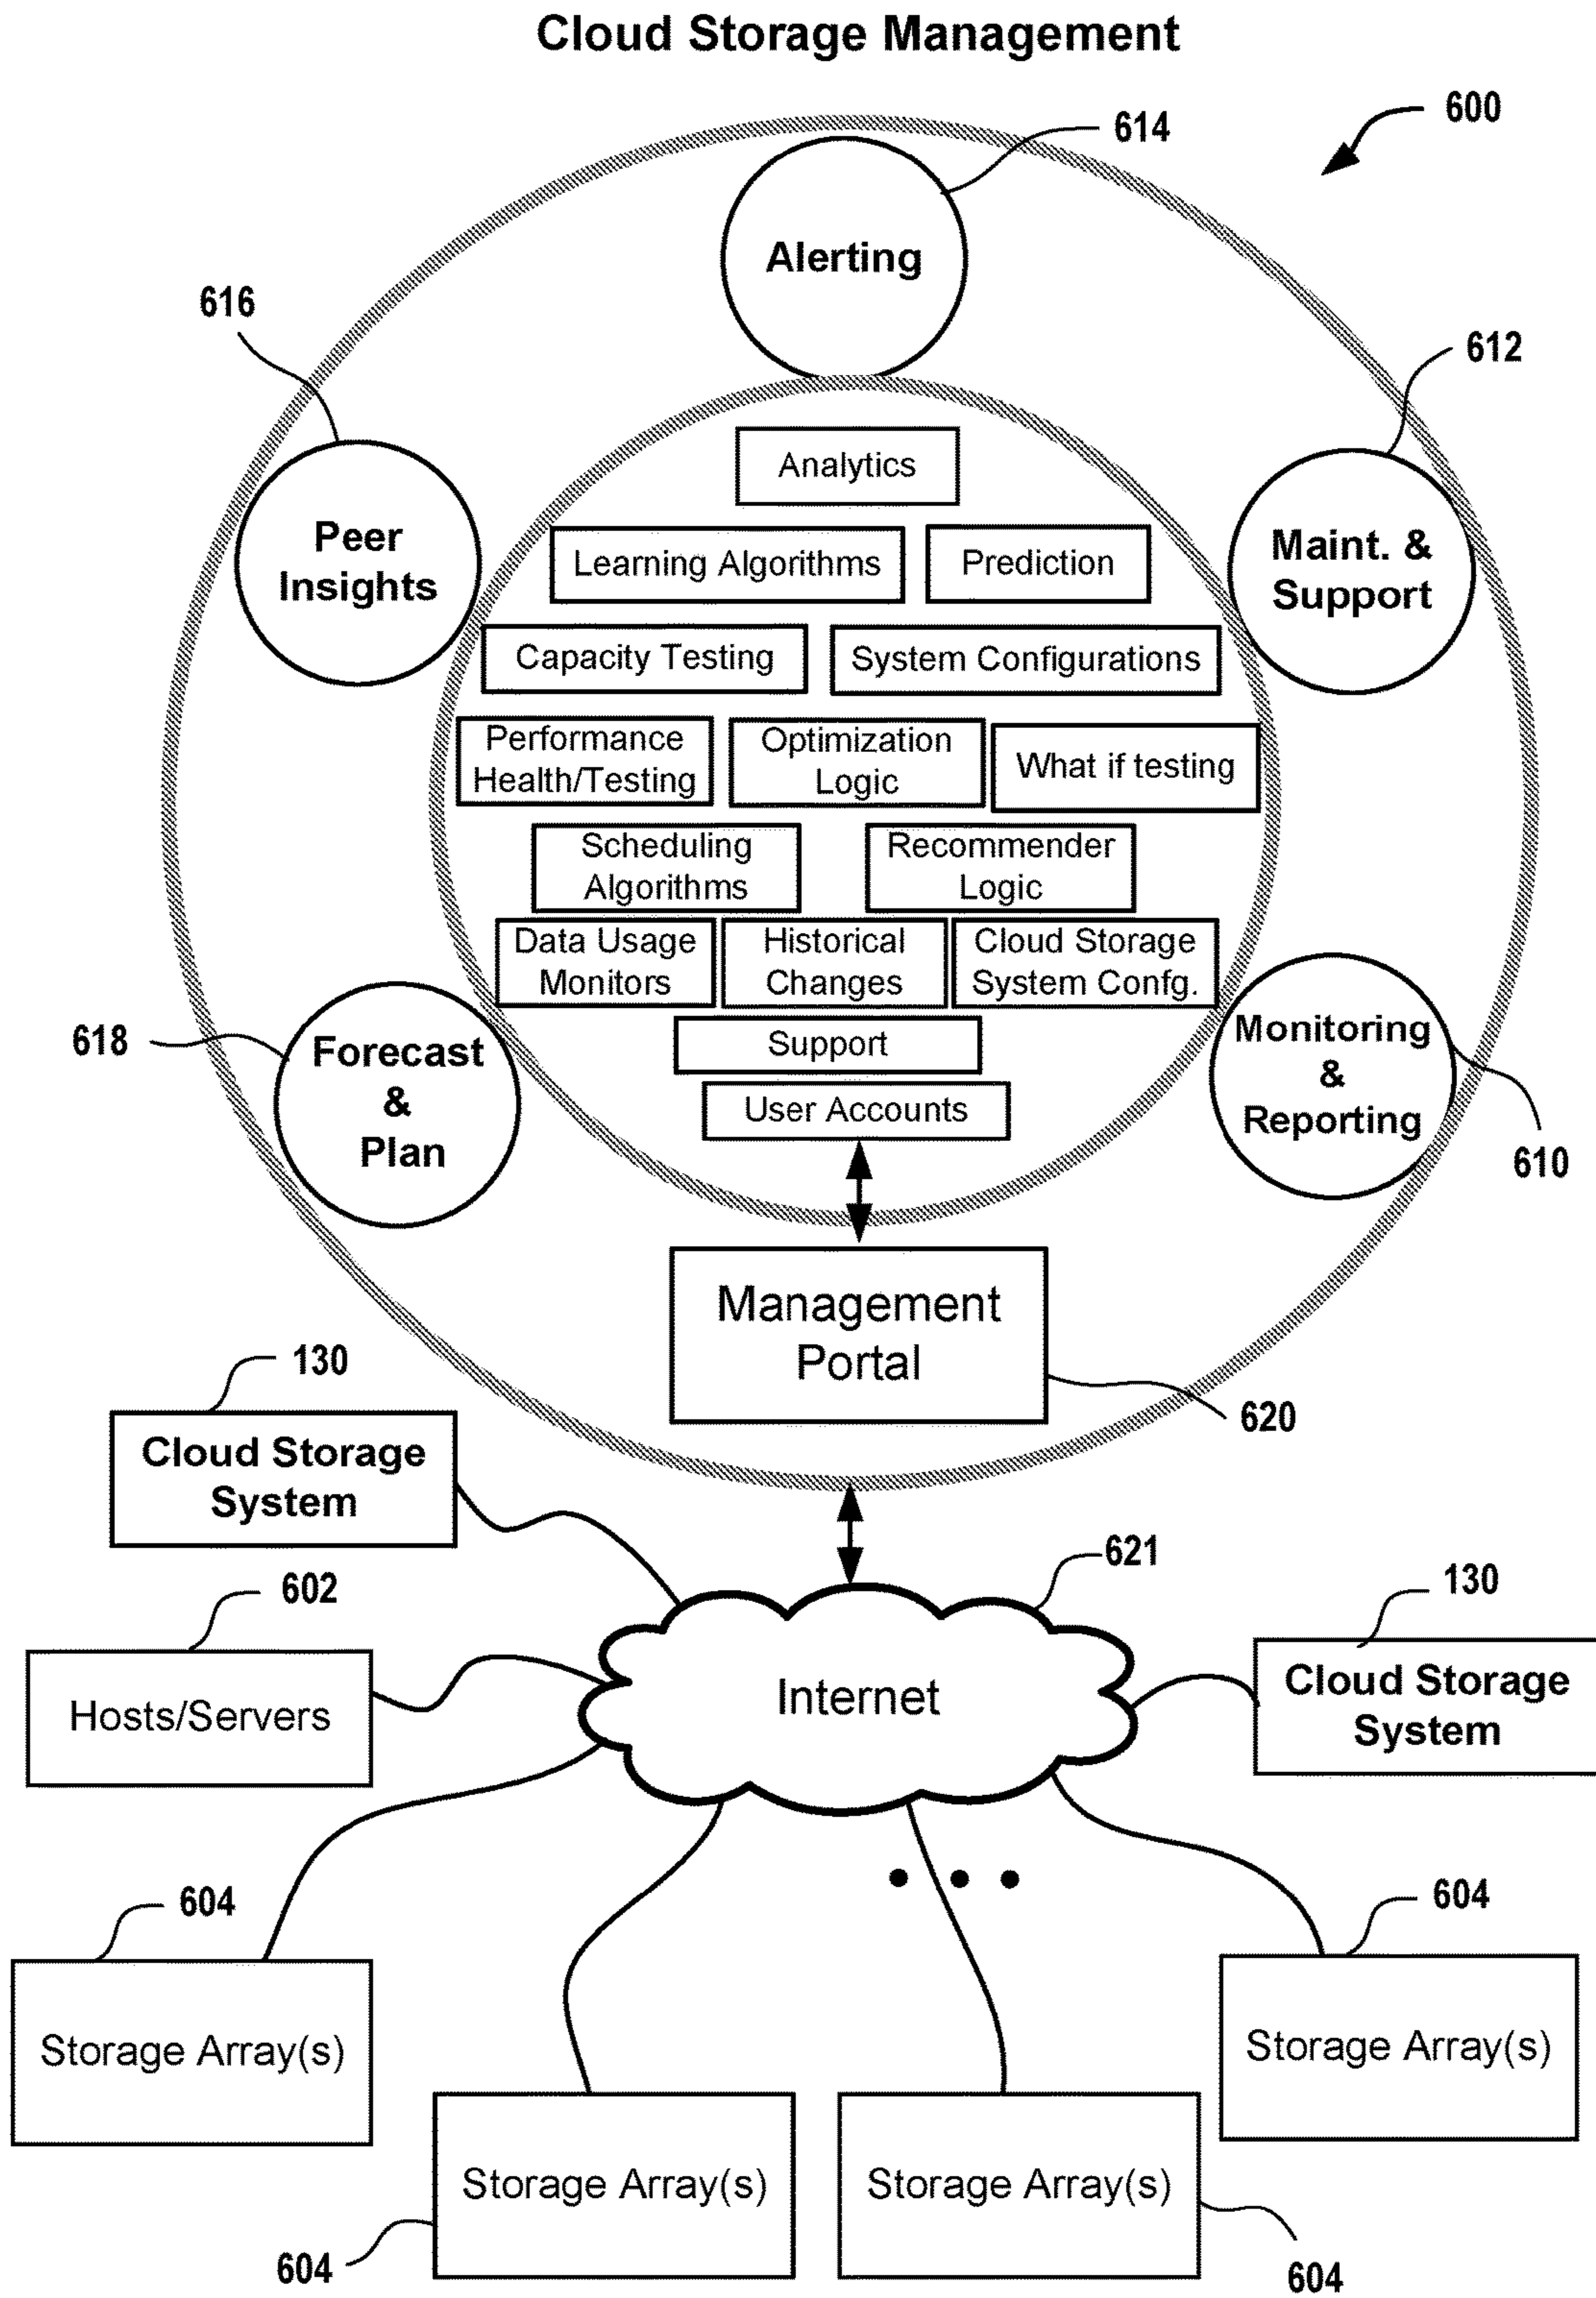 Cloud Storage Management
600
614
Alerting
616
612
Peer
Insights
Maint. &
Support
Analytics
Learning Algorithms
Prediction
Capacity Testing
System Configurations
Performance
Health/Testing
Optimization
Logic
What if testing
Scheduling
Algorithms
Recommender
Logic
Data Usage
Monitors
Historical
Changes
Cloud Storage
System Confg.
Support
User Accounts
618
Forecast
&
Plan
Monitoring
&
Reporting
610
Management
Portal
620
130
Cloud Storage
System
621
602
Hosts/Servers
Internet
130
Cloud Storage
System
604
Storage Array(s)
604
Storage Array(s)
Storage Array(s)
604
Storage Array(s)
604